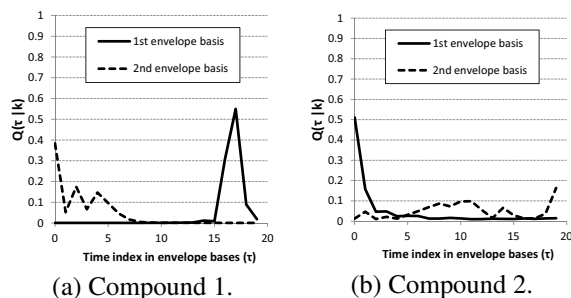 1
0.9
0.8
0.7
0.6
0.5
0.4
0.3
0.2
0.1
0
Q(τ | k)
1st envelope basis
2nd envelope basis
0 5 10 15 20
Time index in envelope bases (τ)
(a) Compound 1.
1
0.9
0.8
0.7
0.6
0.5
0.4
0.3
0.2
0.1
0
Q(τ | k)
1st envelope basis
2nd envelope basis
0 5 10 15 20
Time index in envelope bases (τ)
(b) Compound 2.